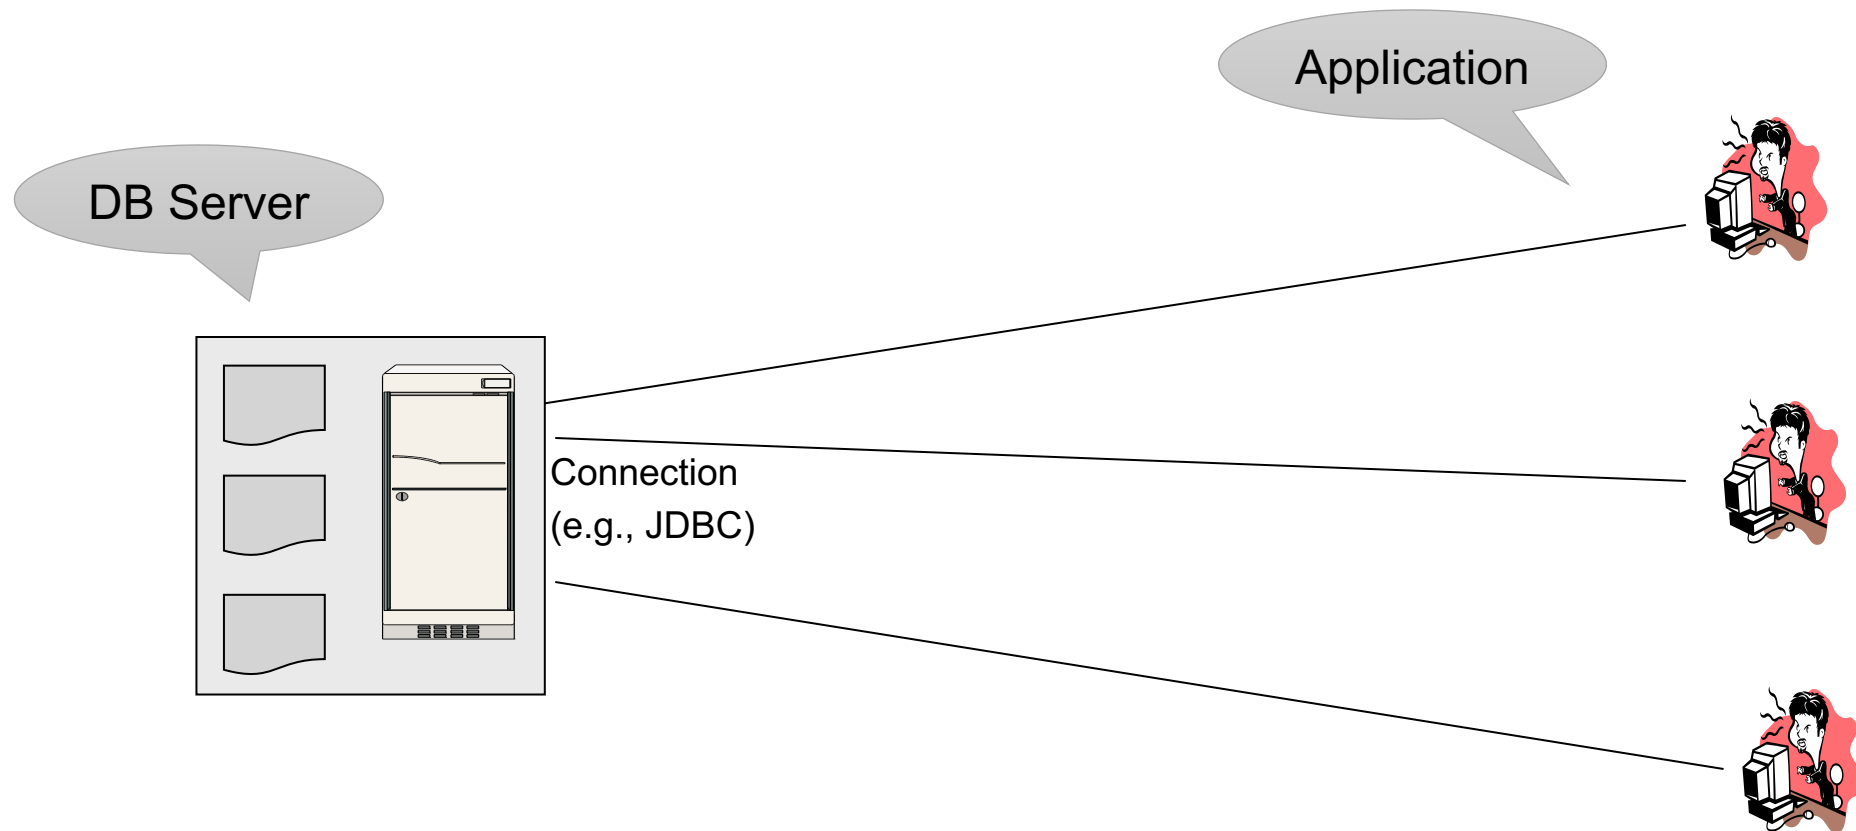 Application
DB Server
Connection
(e.g., JDBC)